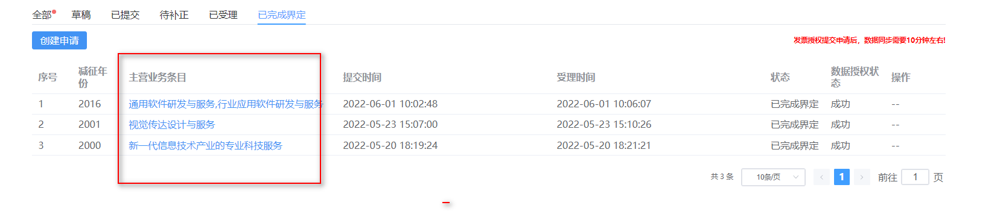 全部 草稿 已提交 待补正 已受理 已完成界定
创建申请 发票授权提交申请后，数据同步需要10分钟左右!
序号 减征年份 主营业务条目 提交时间 受理时间 状态 数据授权状态 操作
1 2016 通用软件研发与服务,行业应用软件研发与服务 2022-06-01 10:02:48 2022-06-01 10:06:07 已完成界定 成功 --
2 2001 视觉传达设计与服务 2022-05-23 15:07:00 2022-05-23 15:10:26 已完成界定 成功 --
3 2000 新一代信息技术产业的专业科技服务 2022-05-20 18:19:24 2022-05-20 18:21:21 已完成界定 成功 --
共 3 条 10条/页 1 前往 1 页